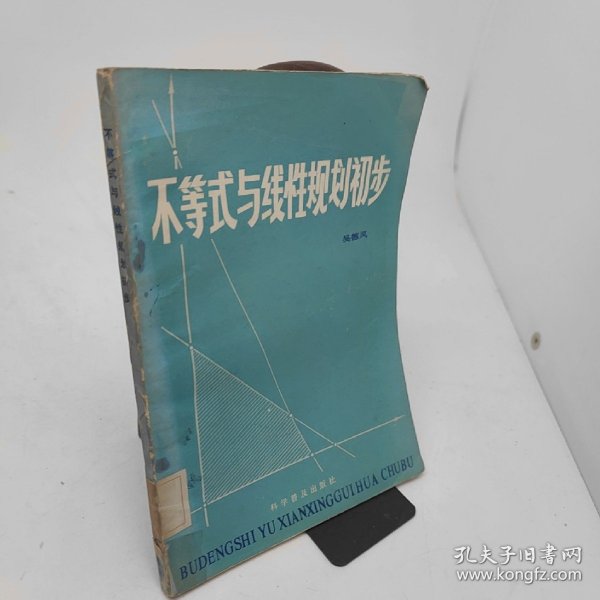 不等式与线性规划初步
吴振风
科学普及出版社
BUDENGSHI YU XIANXINGGUIHUA CHUBU
不等式与线性规划初步
孔夫子旧书网
www.kongfz.com